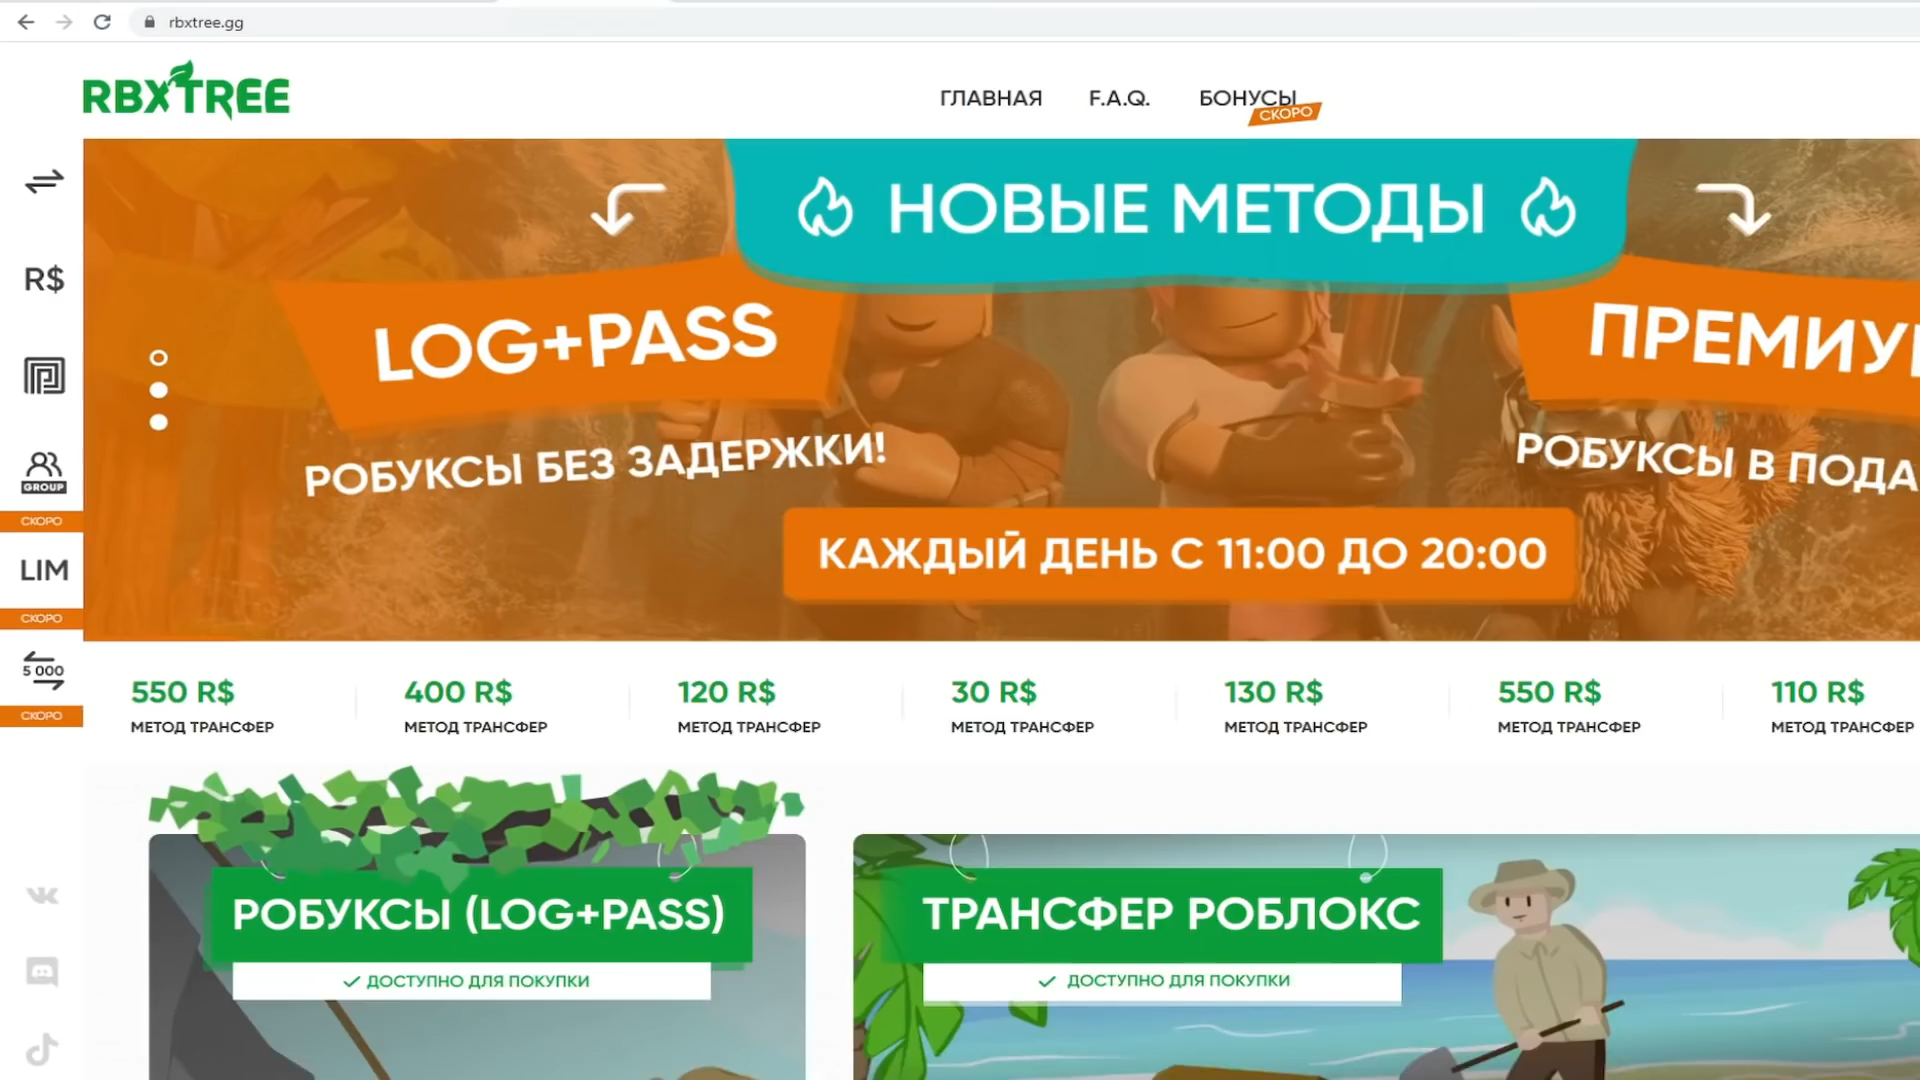 rbxtree.gg
RBXTREE
ГЛАВНАЯ
F.A.Q.
БОНУСЫ
СКОРО
НОВЫЕ МЕТОДЫ
LOG+PASS
РОБУКСЫ БЕЗ ЗАДЕРЖКИ!
ПРЕМИУ
РОБУКСЫ В ПОДА
КАЖДЫЙ ДЕНЬ С 11:00 ДО 20:00
R$
GROUP
СКОРО
LIM
СКОРО
5 000
СКОРО
550 R$
МЕТОД ТРАНСФЕР
400 R$
МЕТОД ТРАНСФЕР
120 R$
МЕТОД ТРАНСФЕР
30 R$
МЕТОД ТРАНСФЕР
130 R$
МЕТОД ТРАНСФЕР
550 R$
МЕТОД ТРАНСФЕР
110 R$
МЕТОД ТРАНСФЕР
РОБУКСЫ (LOG+PASS)
ДОСТУПНО ДЛЯ ПОКУПКИ
ТРАНСФЕР РОБЛОКС
ДОСТУПНО ДЛЯ ПОКУПКИ